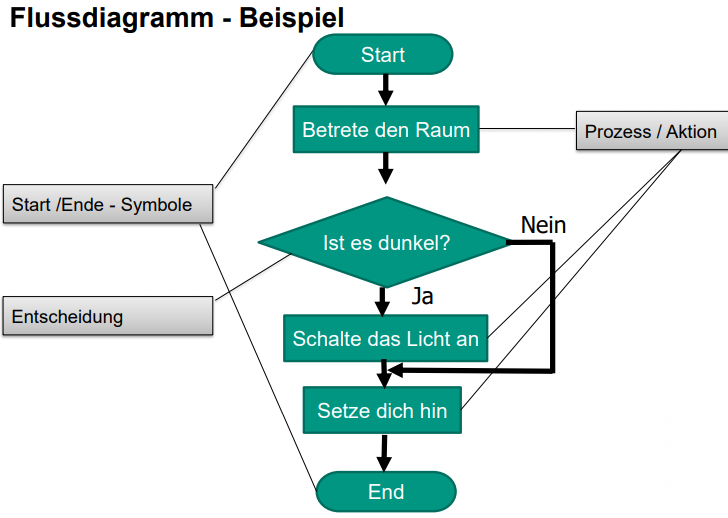 Flussdiagramm - Beispiel
Start
Betrete den Raum
Prozess / Aktion
Start /Ende - Symbole
Nein
Ist es dunkel?
Ja
Entscheidung
Schalte das Licht an
Setze dich hin
End